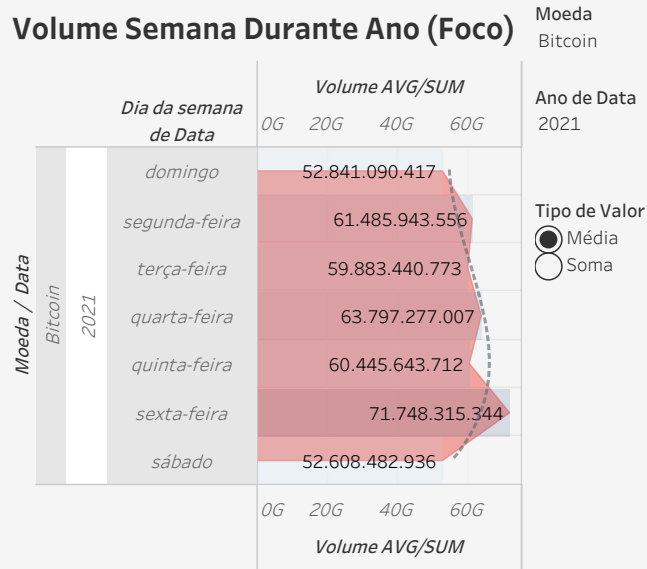 Volume Semana Durante Ano (Foco)
Moeda
Bitcoin
Ano de Data
2021
Tipo de Valor
Média
Soma
Volume AVG/SUM
Dia da semana
de Data
0G 20G 40G 60G
Moeda / Data
Bitcoin
2021
domingo 52.841.090.417
segunda-feira 61.485.943.556
terça-feira 59.883.440.773
quarta-feira 63.797.277.007
quinta-feira 60.445.643.712
sexta-feira 71.748.315.344
sábado 52.608.482.936
0G 20G 40G 60G
Volume AVG/SUM